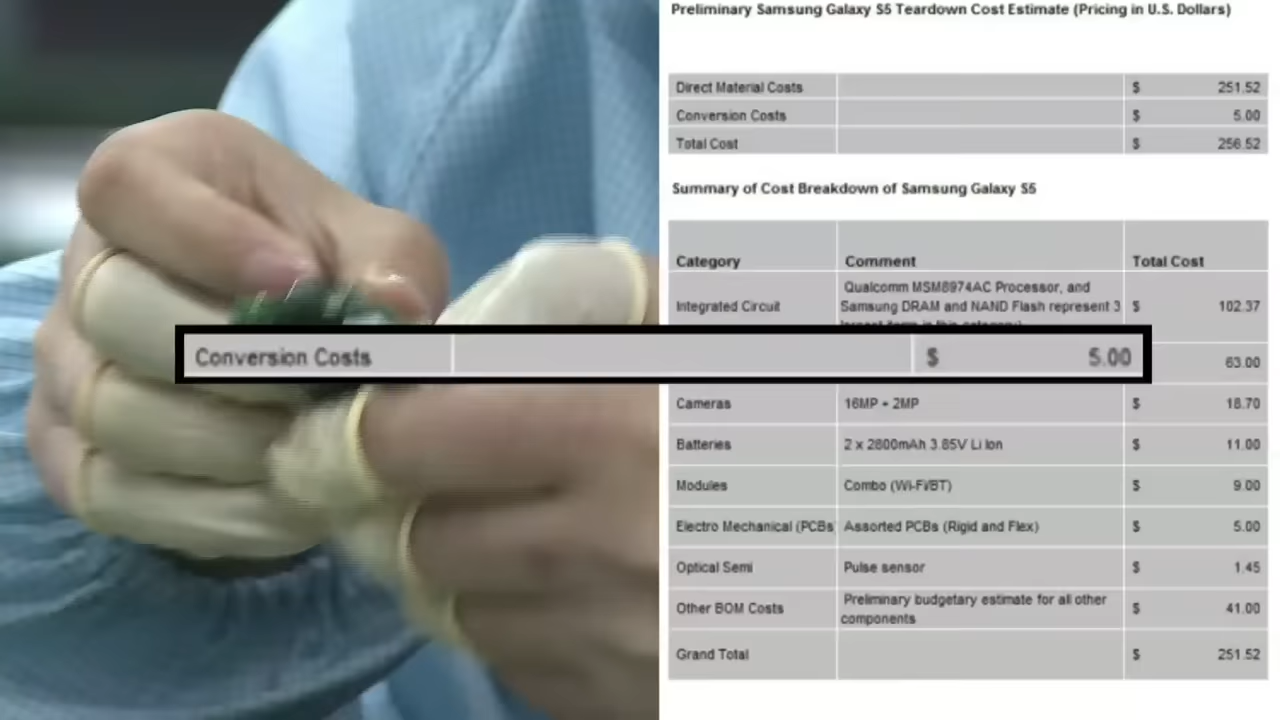 Preliminary Samsung Galaxy S5 Teardown Cost Estimate (Pricing in U.S. Dollars)
Direct Material Costs $ 251.52
Conversion Costs $ 5.00
Total Cost $ 256.52
Summary of Cost Breakdown of Samsung Galaxy S5
Category Comment Total Cost
Qualcomm MSM8974AC Processor, and
Integrated Circuit Samsung DRAM and NAND Flash represent 3 $ 102.37
Conversion Costs $ 5.00
63.00
Cameras 16MP + 2MP $ 18.70
Batteries 2 x 2800mAh 3.85V Li Ion $ 11.00
Modules Combo (Wi-Fi/BT) $ 9.00
Electro Mechanical (PCBs Assorted PCBs (Rigid and Flex) $ 5.00
Optical Semi Pulse sensor $ 1.45
Other BOM Costs Preliminary budgetary estimate for all other $ 41.00
components
Grand Total $ 251.52